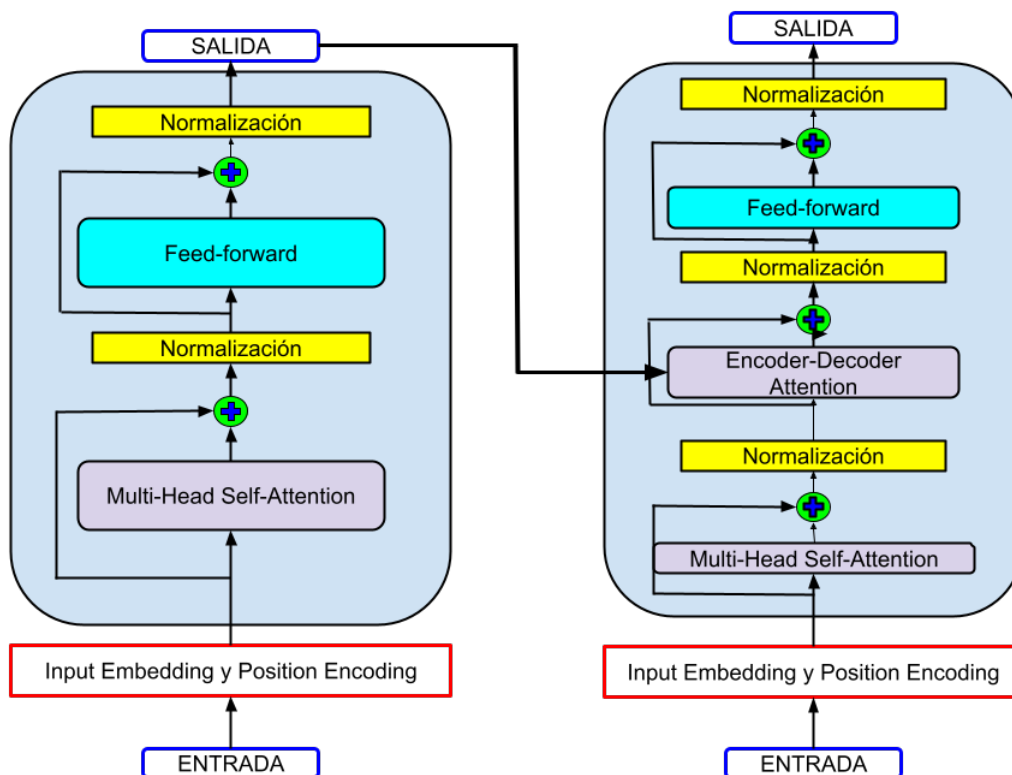 SALIDA
Normalización
Feed-forward
Normalización
Multi-Head Self-Attention
Input Embedding y Position Encoding
ENTRADA
SALIDA
Normalización
Feed-forward
Normalización
Encoder-Decoder
Attention
Normalización
Multi-Head Self-Attention
Input Embedding y Position Encoding
ENTRADA